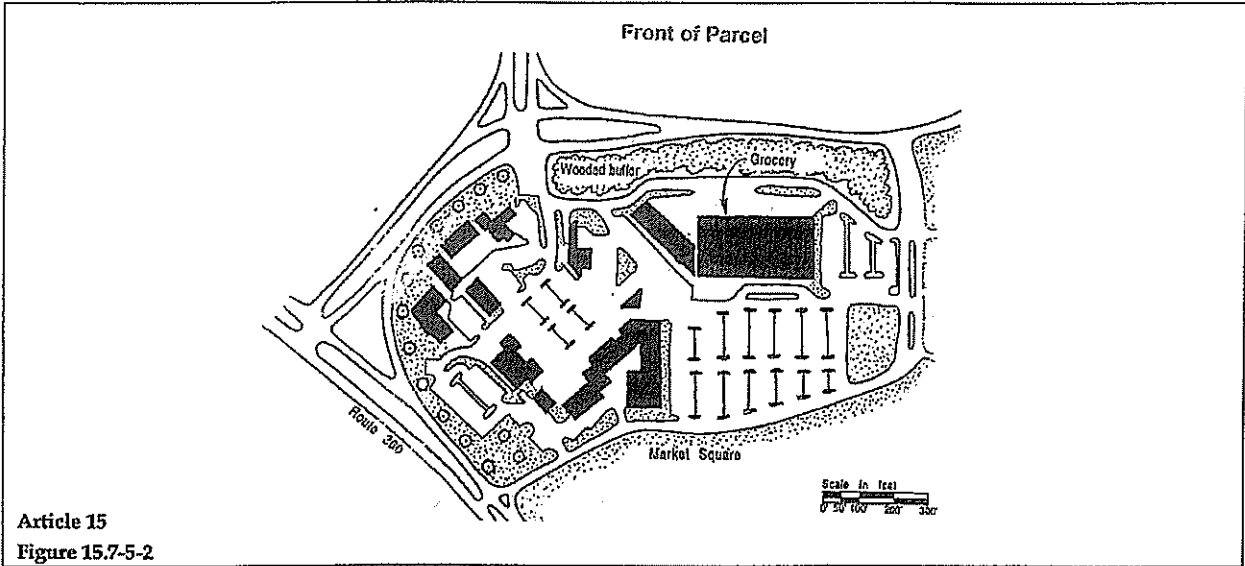 Front of Parcel
Wooded buffer
Grocery
Route 300
Market Square
Scale in feet
0' 50' 100' 200' 300'
Article 15
Figure 15.7-5-2